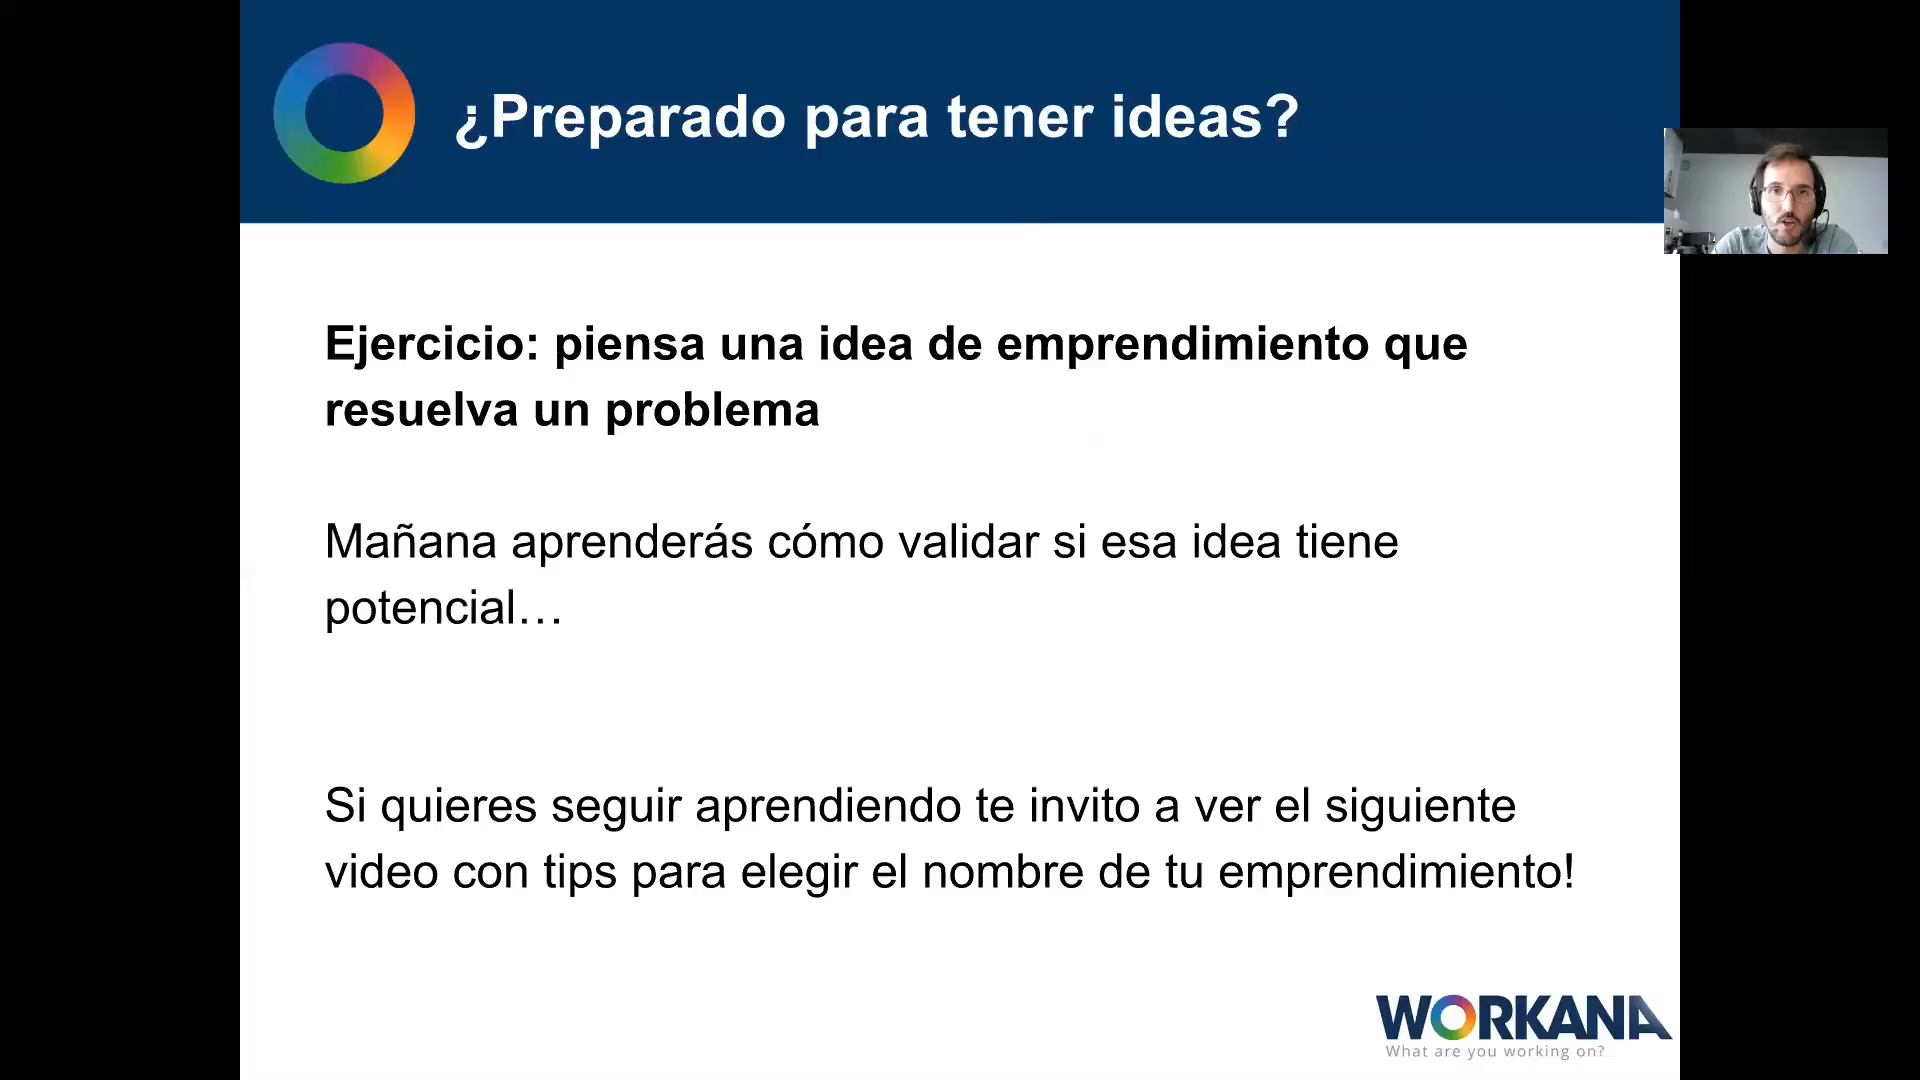 ¿Preparado para tener ideas?
Ejercicio: piensa una idea de emprendimiento que
resuelva un problema
Mañana aprenderás cómo validar si esa idea tiene
potencial…
Si quieres seguir aprendiendo te invito a ver el siguiente
video con tips para elegir el nombre de tu emprendimiento!
WORKANA
What are you working on?